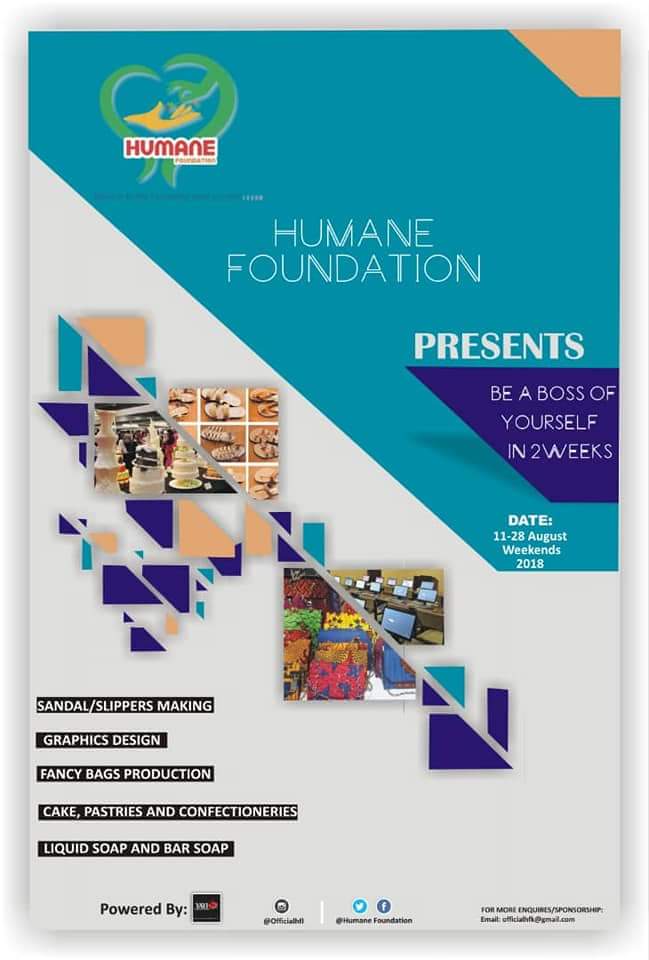 HUMANE
FOUNDATION
HUMANE
FOUNDATION
PRESENTS
BE A BOSS OF
YOURSELF
IN 2WEEKS
DATE:
11-28 August
Weekends
2018
SANDAL/SLIPPERS MAKING
GRAPHICS DESIGN
FANCY BAGS PRODUCTION
CAKE, PASTRIES AND CONFECTIONERIES
LIQUID SOAP AND BAR SOAP
Powered By:
@Officialhfi
@Humane Foundation
FOR MORE ENQUIRES/SPONSORSHIP:
Email: officialhfk@gmail.com